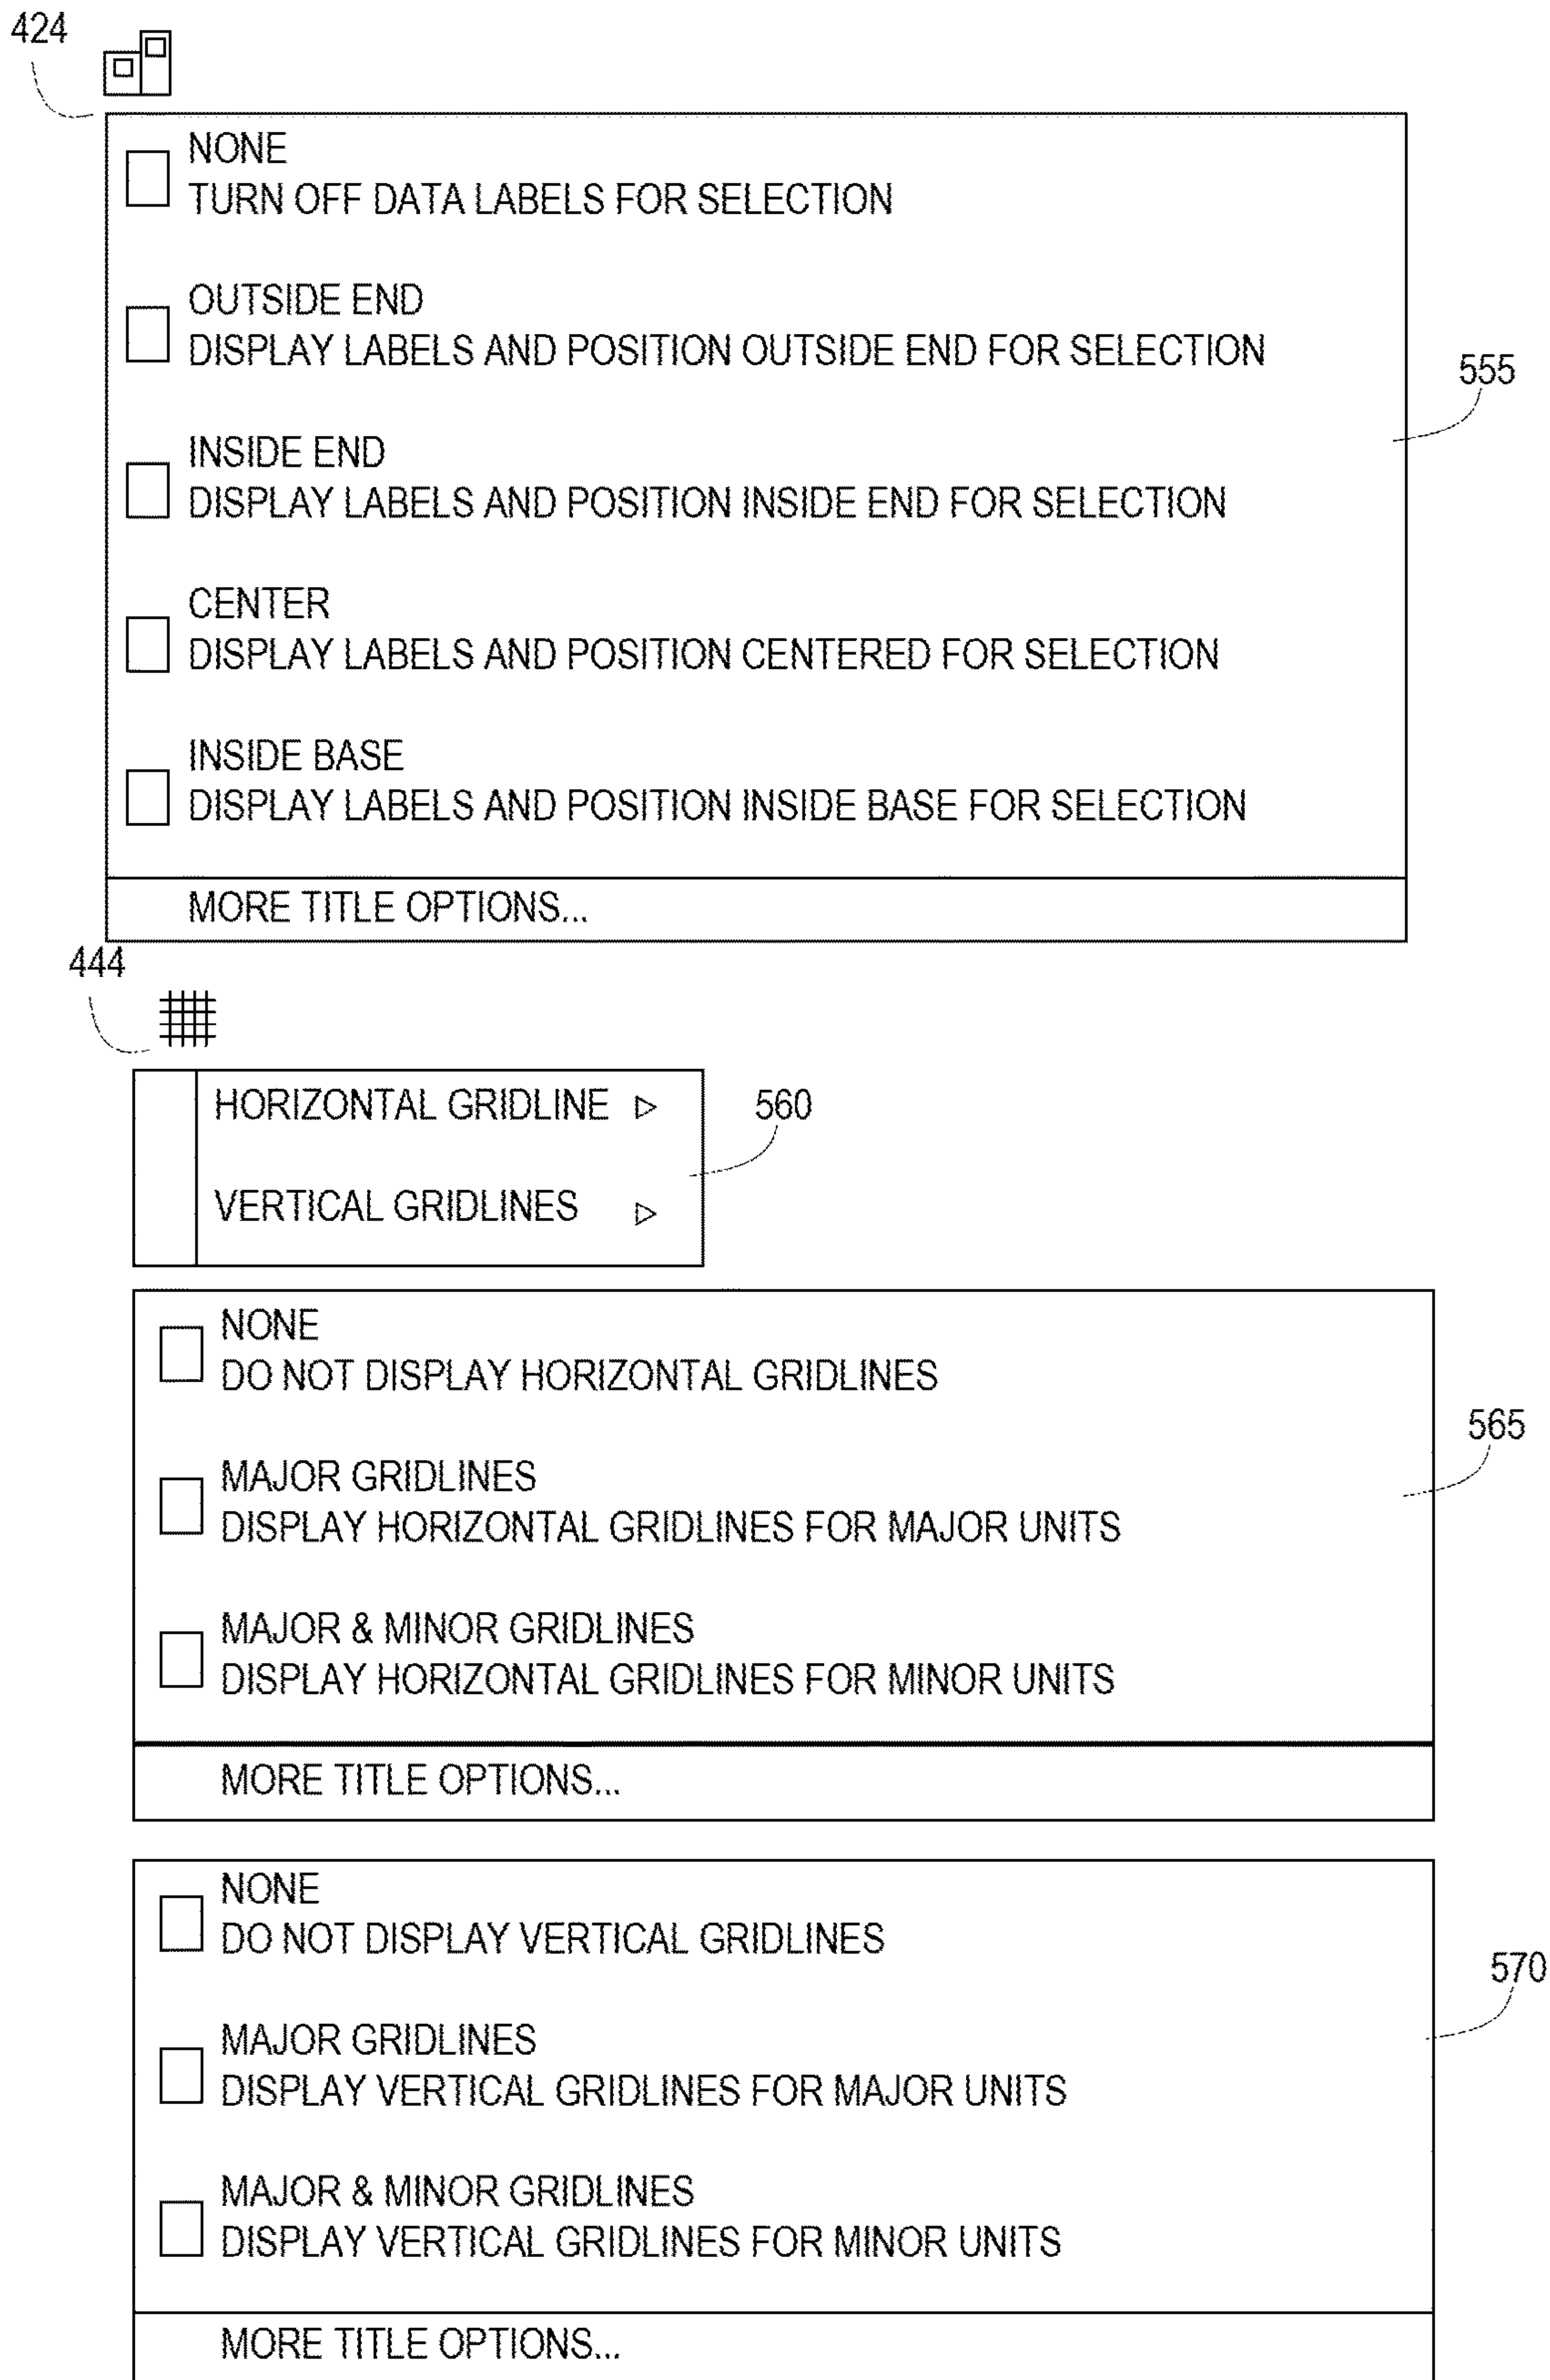 424
NONE
TURN OFF DATA LABELS FOR SELECTION
OUTSIDE END
DISPLAY LABELS AND POSITION OUTSIDE END FOR SELECTION
555
INSIDE END
DISPLAY LABELS AND POSITION INSIDE END FOR SELECTION
CENTER
DISPLAY LABELS AND POSITION CENTERED FOR SELECTION
INSIDE BASE
DISPLAY LABELS AND POSITION INSIDE BASE FOR SELECTION
MORE TITLE OPTIONS...
444
HORIZONTAL GRIDLINE
560
VERTICAL GRIDLINES
NONE
DO NOT DISPLAY HORIZONTAL GRIDLINES
565
MAJOR GRIDLINES
DISPLAY HORIZONTAL GRIDLINES FOR MAJOR UNITS
MAJOR & MINOR GRIDLINES
DISPLAY HORIZONTAL GRIDLINES FOR MINOR UNITS
MORE TITLE OPTIONS...
NONE
DO NOT DISPLAY VERTICAL GRIDLINES
570
MAJOR GRIDLINES
DISPLAY VERTICAL GRIDLINES FOR MAJOR UNITS
MAJOR & MINOR GRIDLINES
DISPLAY VERTICAL GRIDLINES FOR MINOR UNITS
MORE TITLE OPTIONS...